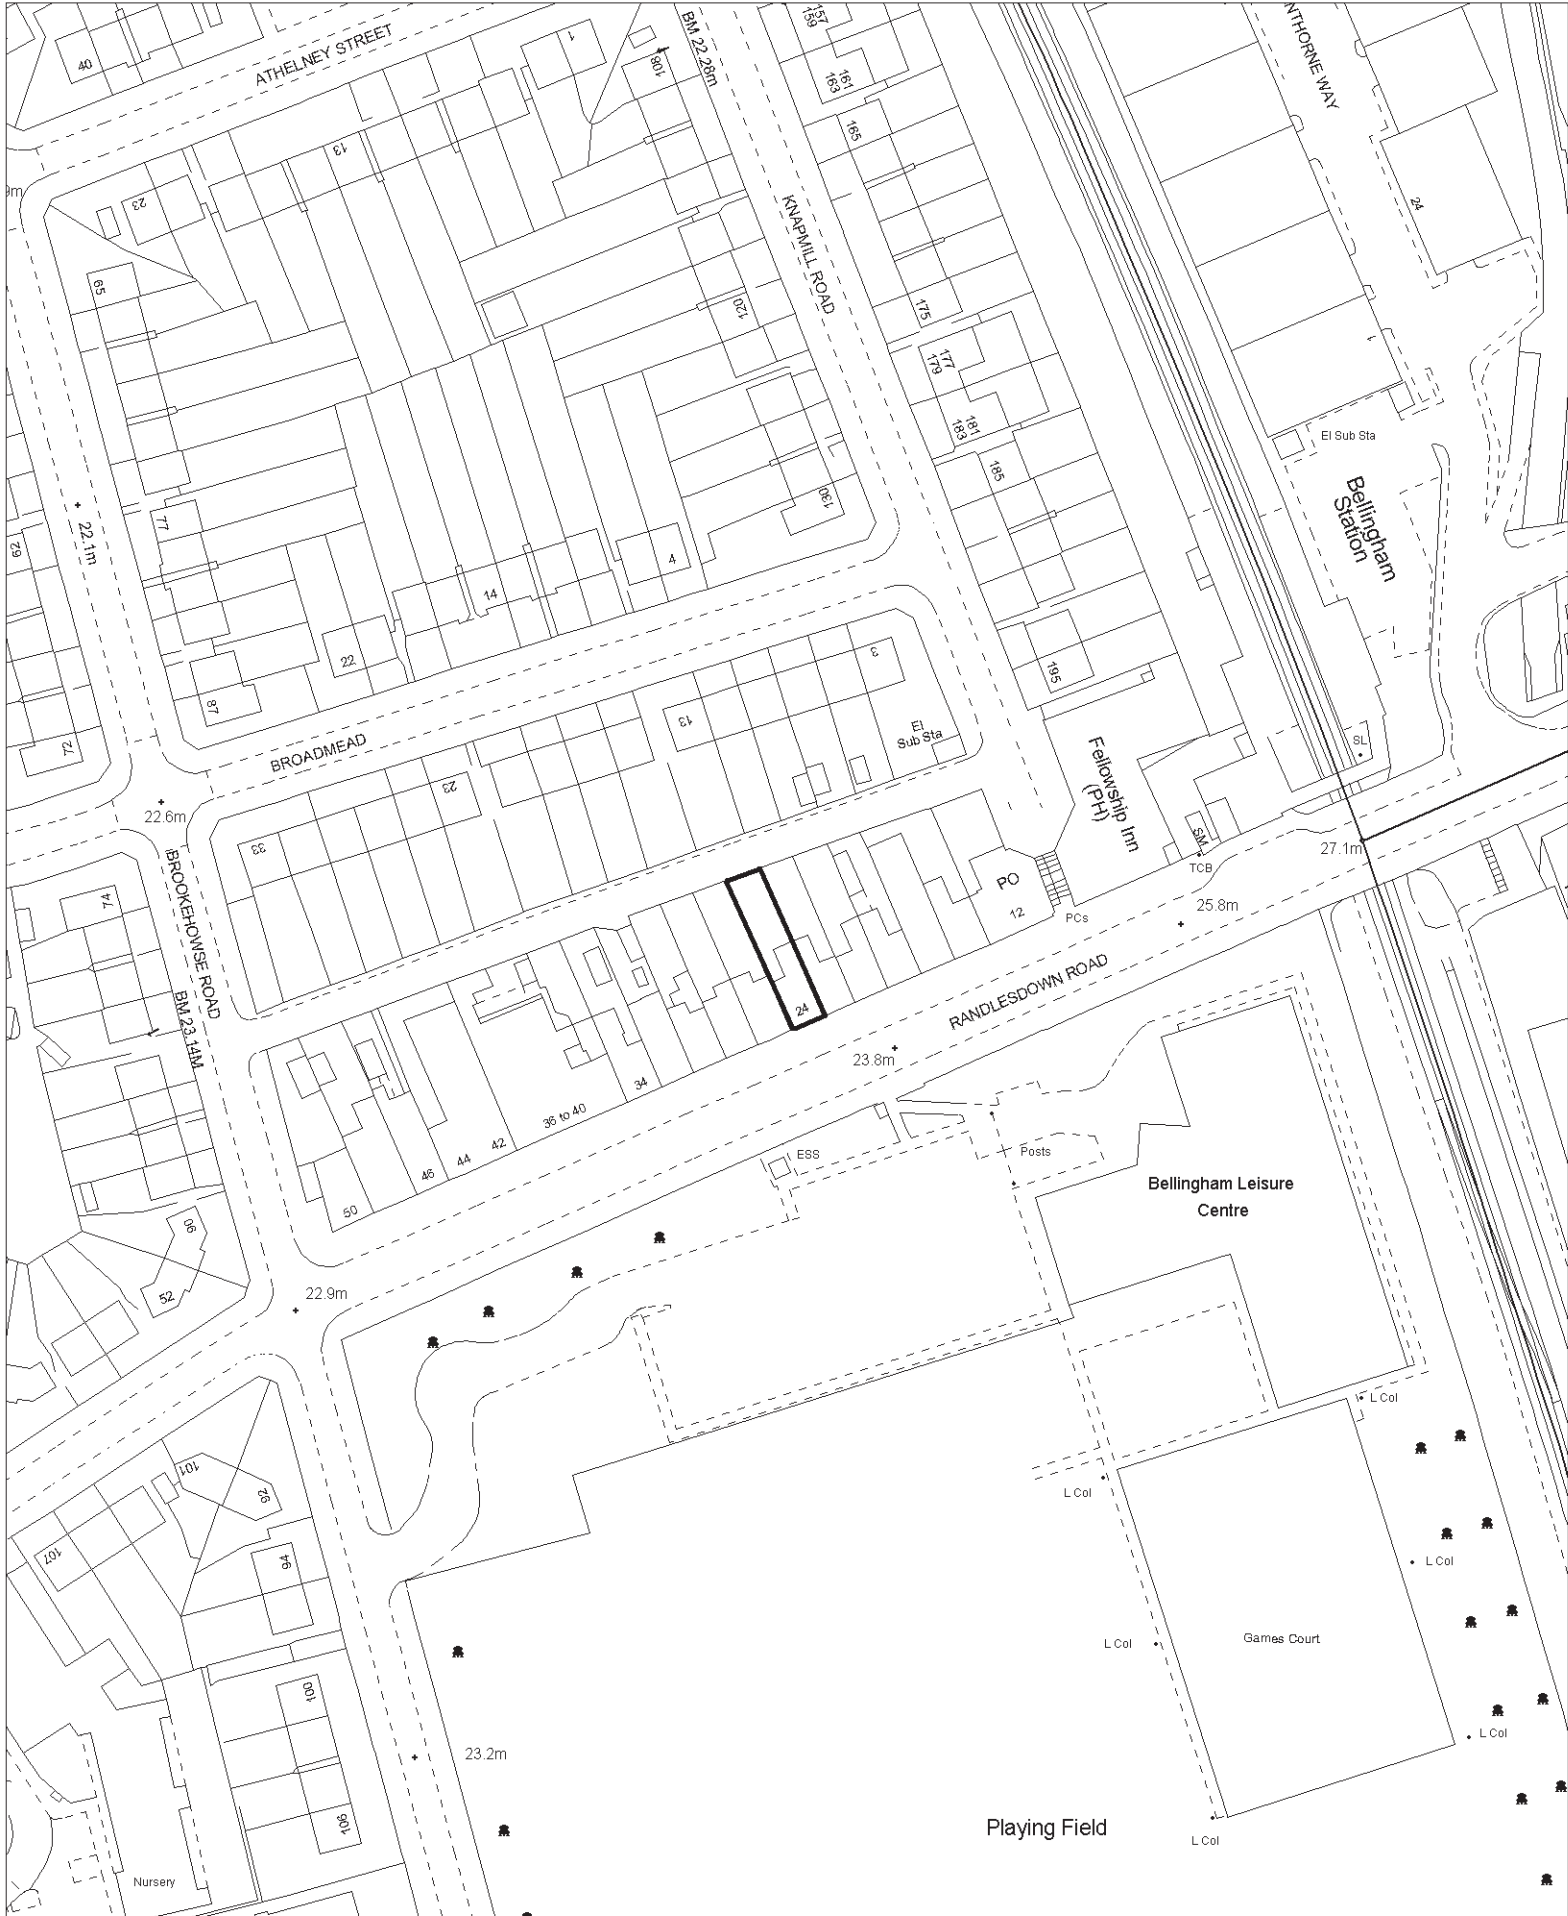 40
ATHELNEY STREET
1
108
BM 22.28m
157
159
161
163
165
NTHORNE WAY
24
13
9m
23
KNAPMILL ROAD
65
120
175
1
177
179
181
183
El Sub Sta
185
Bellingham
Station
130
77
62
22.1m
4
14
22
87
195
3
13
El
Sub Sta
72
BROADMEAD
23
Fellowship Inn
(PH)
SL
22.6m
33
SM
27.1m
TCB
BROOKEHOWSE ROAD
74
PO
12
PCs
25.8m
RANDLESDOWN ROAD
24
BM 23.14M
23.8m
34
36 to 40
42
44
46
50
ESS
Posts
Bellingham Leisure
Centre
90
52
22.9m
L Col
101
92
L Col
107
94
L Col
L Col
Games Court
100
L Col
23.2m
106
Playing Field
L Col
Nursery